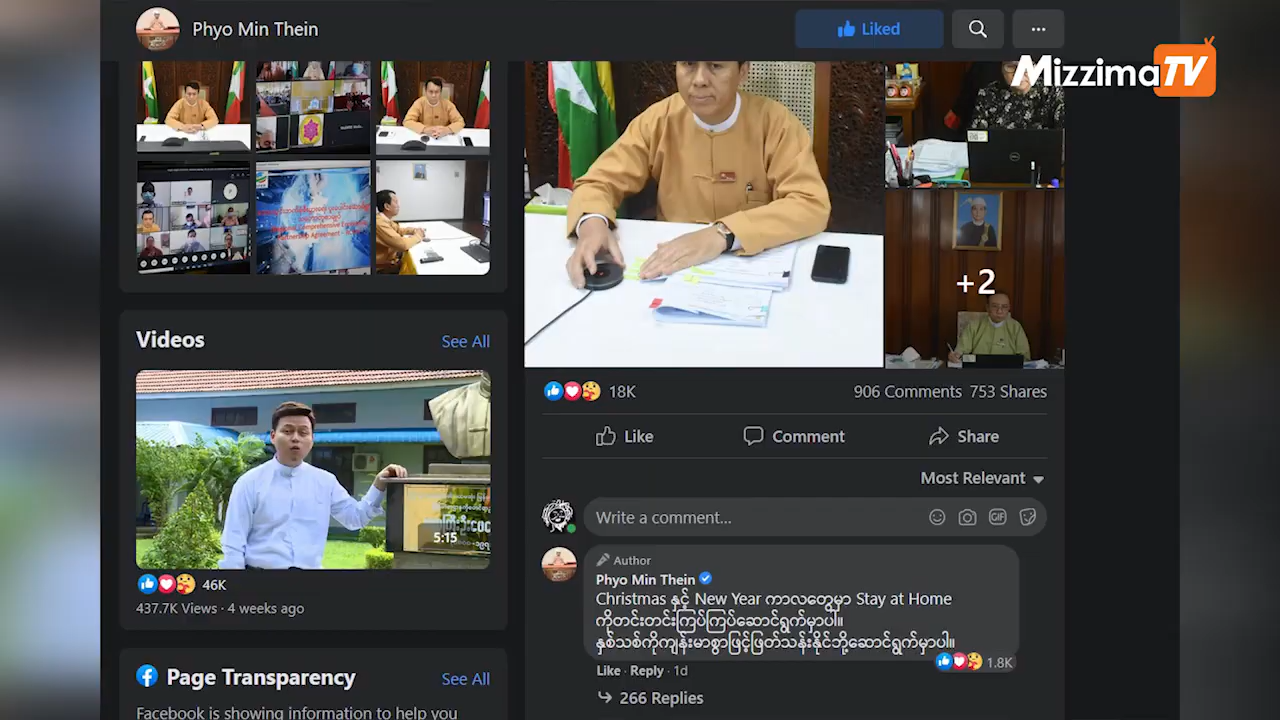 Phyo Min Thein
Liked
MizzimaTV
+2
Videos
See All
5:15
46K
437.7K Views · 4 weeks ago
Page Transparency
See All
Facebook is showing information to help you
18K
906 Comments 753 Shares
Like
Comment
Share
Most Relevant
Write a comment...
GIF
Author
Phyo Min Thein
Christmas နှင့် New Year ကာလတွေမှာ Stay at Home
ကိုတင်းတင်းကြပ်ကြပ်ဆောင်ရွက်မှာပါ။
နှစ်သစ်ကိုကျန်းမာစွာဖြင့်ဖြတ်သန်းနိုင်ဘို့ဆောင်ရွက်မှာပါ။
1.8K
Like · Reply · 1d
266 Replies